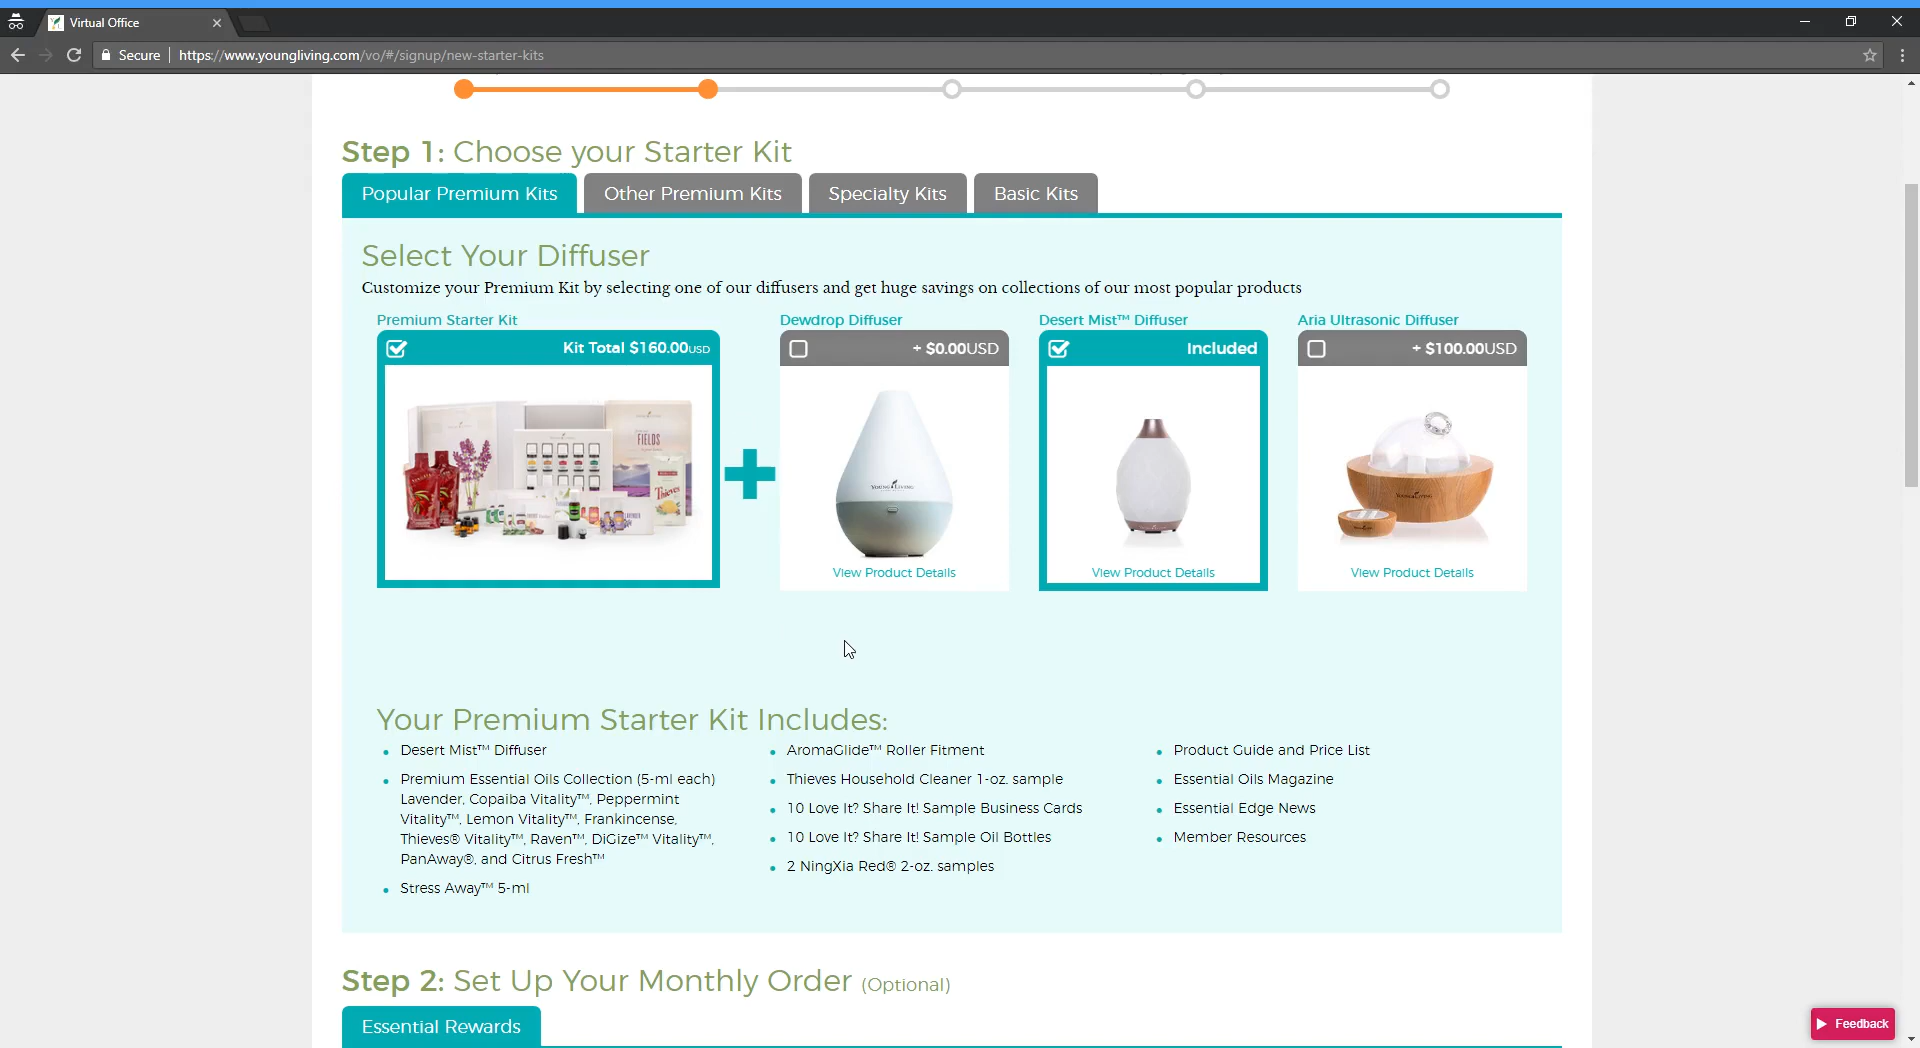 Virtual Office
Secure
https://www.youngliving.com/vo/#/signup/new-starter-kits
Step 1: Choose your Starter Kit
Popular Premium Kits
Other Premium Kits
Specialty Kits
Basic Kits
Select Your Diffuser
Customize your Premium Kit by selecting one of our diffusers and get huge savings on collections of our most popular products
Premium Starter Kit
Dewdrop Diffuser
Desert Mist™ Diffuser
Aria Ultrasonic Diffuser
Kit Total $160.00USD
+ $0.00USD
Included
+ $100.00USD
FIELDS
Thieves
YOUNG LIVING
YOUNG LIVING
View Product Details
View Product Details
View Product Details
Your Premium Starter Kit Includes:
Desert Mist™ Diffuser
Premium Essential Oils Collection (5-ml each)
Lavender, Copaiba Vitality™, Peppermint
Vitality™, Lemon Vitality™, Frankincense,
Thieves® Vitality™, Raven™, DiGize™ Vitality™,
PanAway®, and Citrus Fresh™
Stress Away™ 5-ml
AromaGlide™ Roller Fitment
Thieves Household Cleaner 1-oz. sample
10 Love It? Share It! Sample Business Cards
10 Love It? Share It! Sample Oil Bottles
2 NingXia Red® 2-oz. samples
Product Guide and Price List
Essential Oils Magazine
Essential Edge News
Member Resources
Step 2: Set Up Your Monthly Order (Optional)
Essential Rewards
Feedback